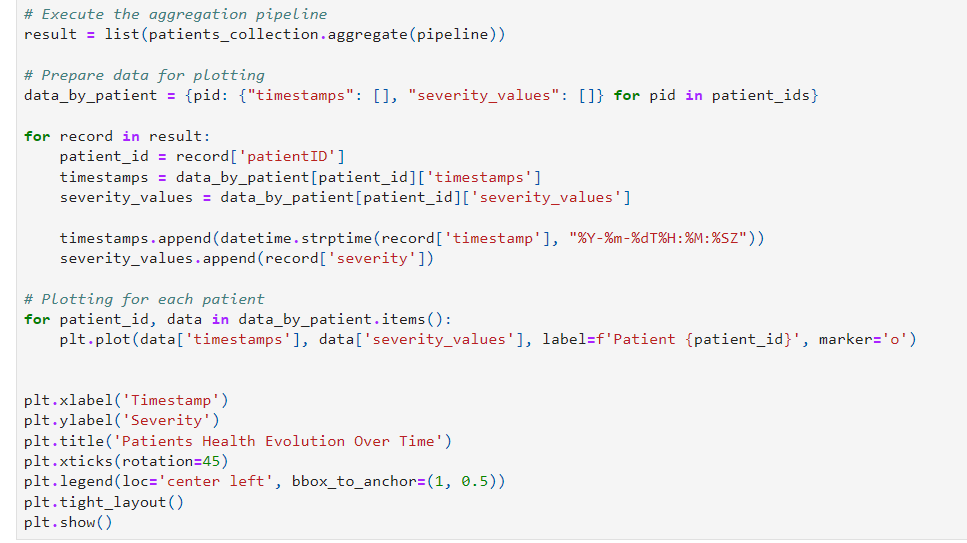 # Execute the aggregation pipeline
result = list(patients_collection.aggregate(pipeline))

# Prepare data for plotting
data_by_patient = {pid: {"timestamps": [], "severity_values": []} for pid in patient_ids}

for record in result:
    patient_id = record['patientID']
    timestamps = data_by_patient[patient_id]['timestamps']
    severity_values = data_by_patient[patient_id]['severity_values']

    timestamps.append(datetime.strptime(record['timestamp'], "%Y-%m-%dT%H:%M:%SZ"))
    severity_values.append(record['severity'])

# Plotting for each patient
for patient_id, data in data_by_patient.items():
    plt.plot(data['timestamps'], data['severity_values'], label=f'Patient {patient_id}', marker='o')


plt.xlabel('Timestamp')
plt.ylabel('Severity')
plt.title('Patients Health Evolution Over Time')
plt.xticks(rotation=45)
plt.legend(loc='center left', bbox_to_anchor=(1, 0.5))
plt.tight_layout()
plt.show()